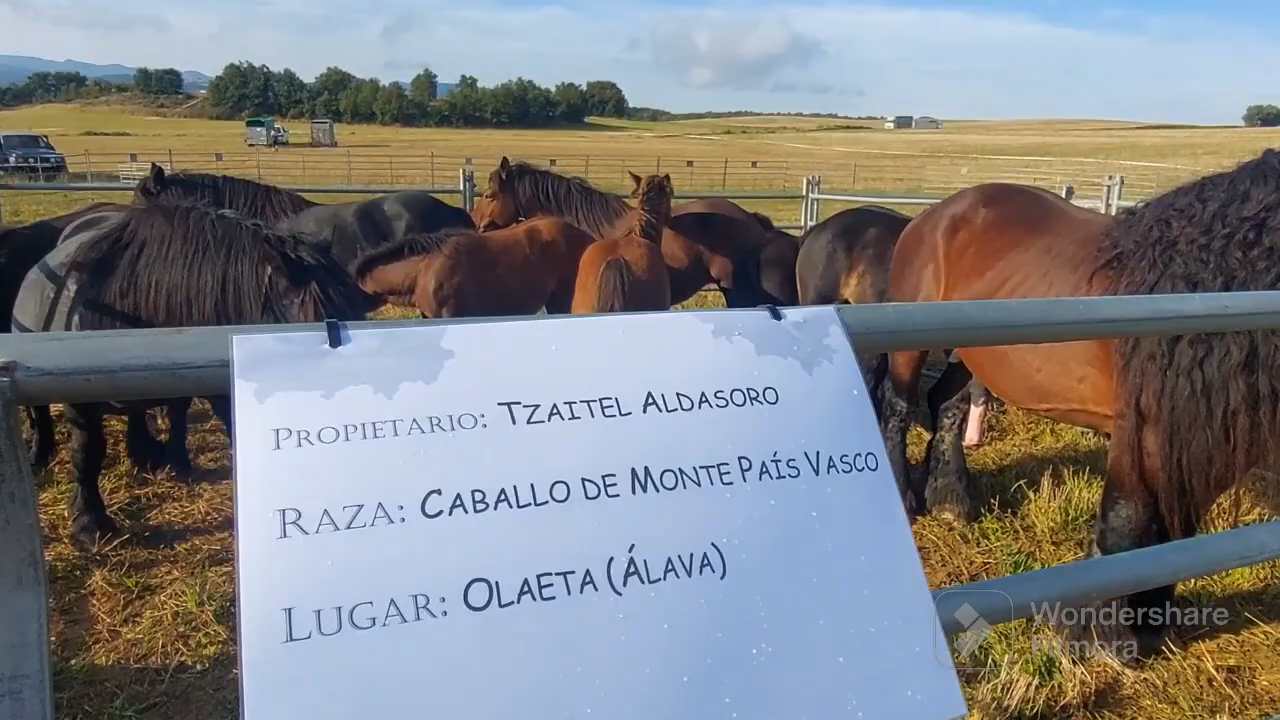 Propietario: Tzaitel Aldasoro
Raza: Caballo de Monte País Vasco
Lugar: Olaeta (Álava)
Wondershare
Filmora